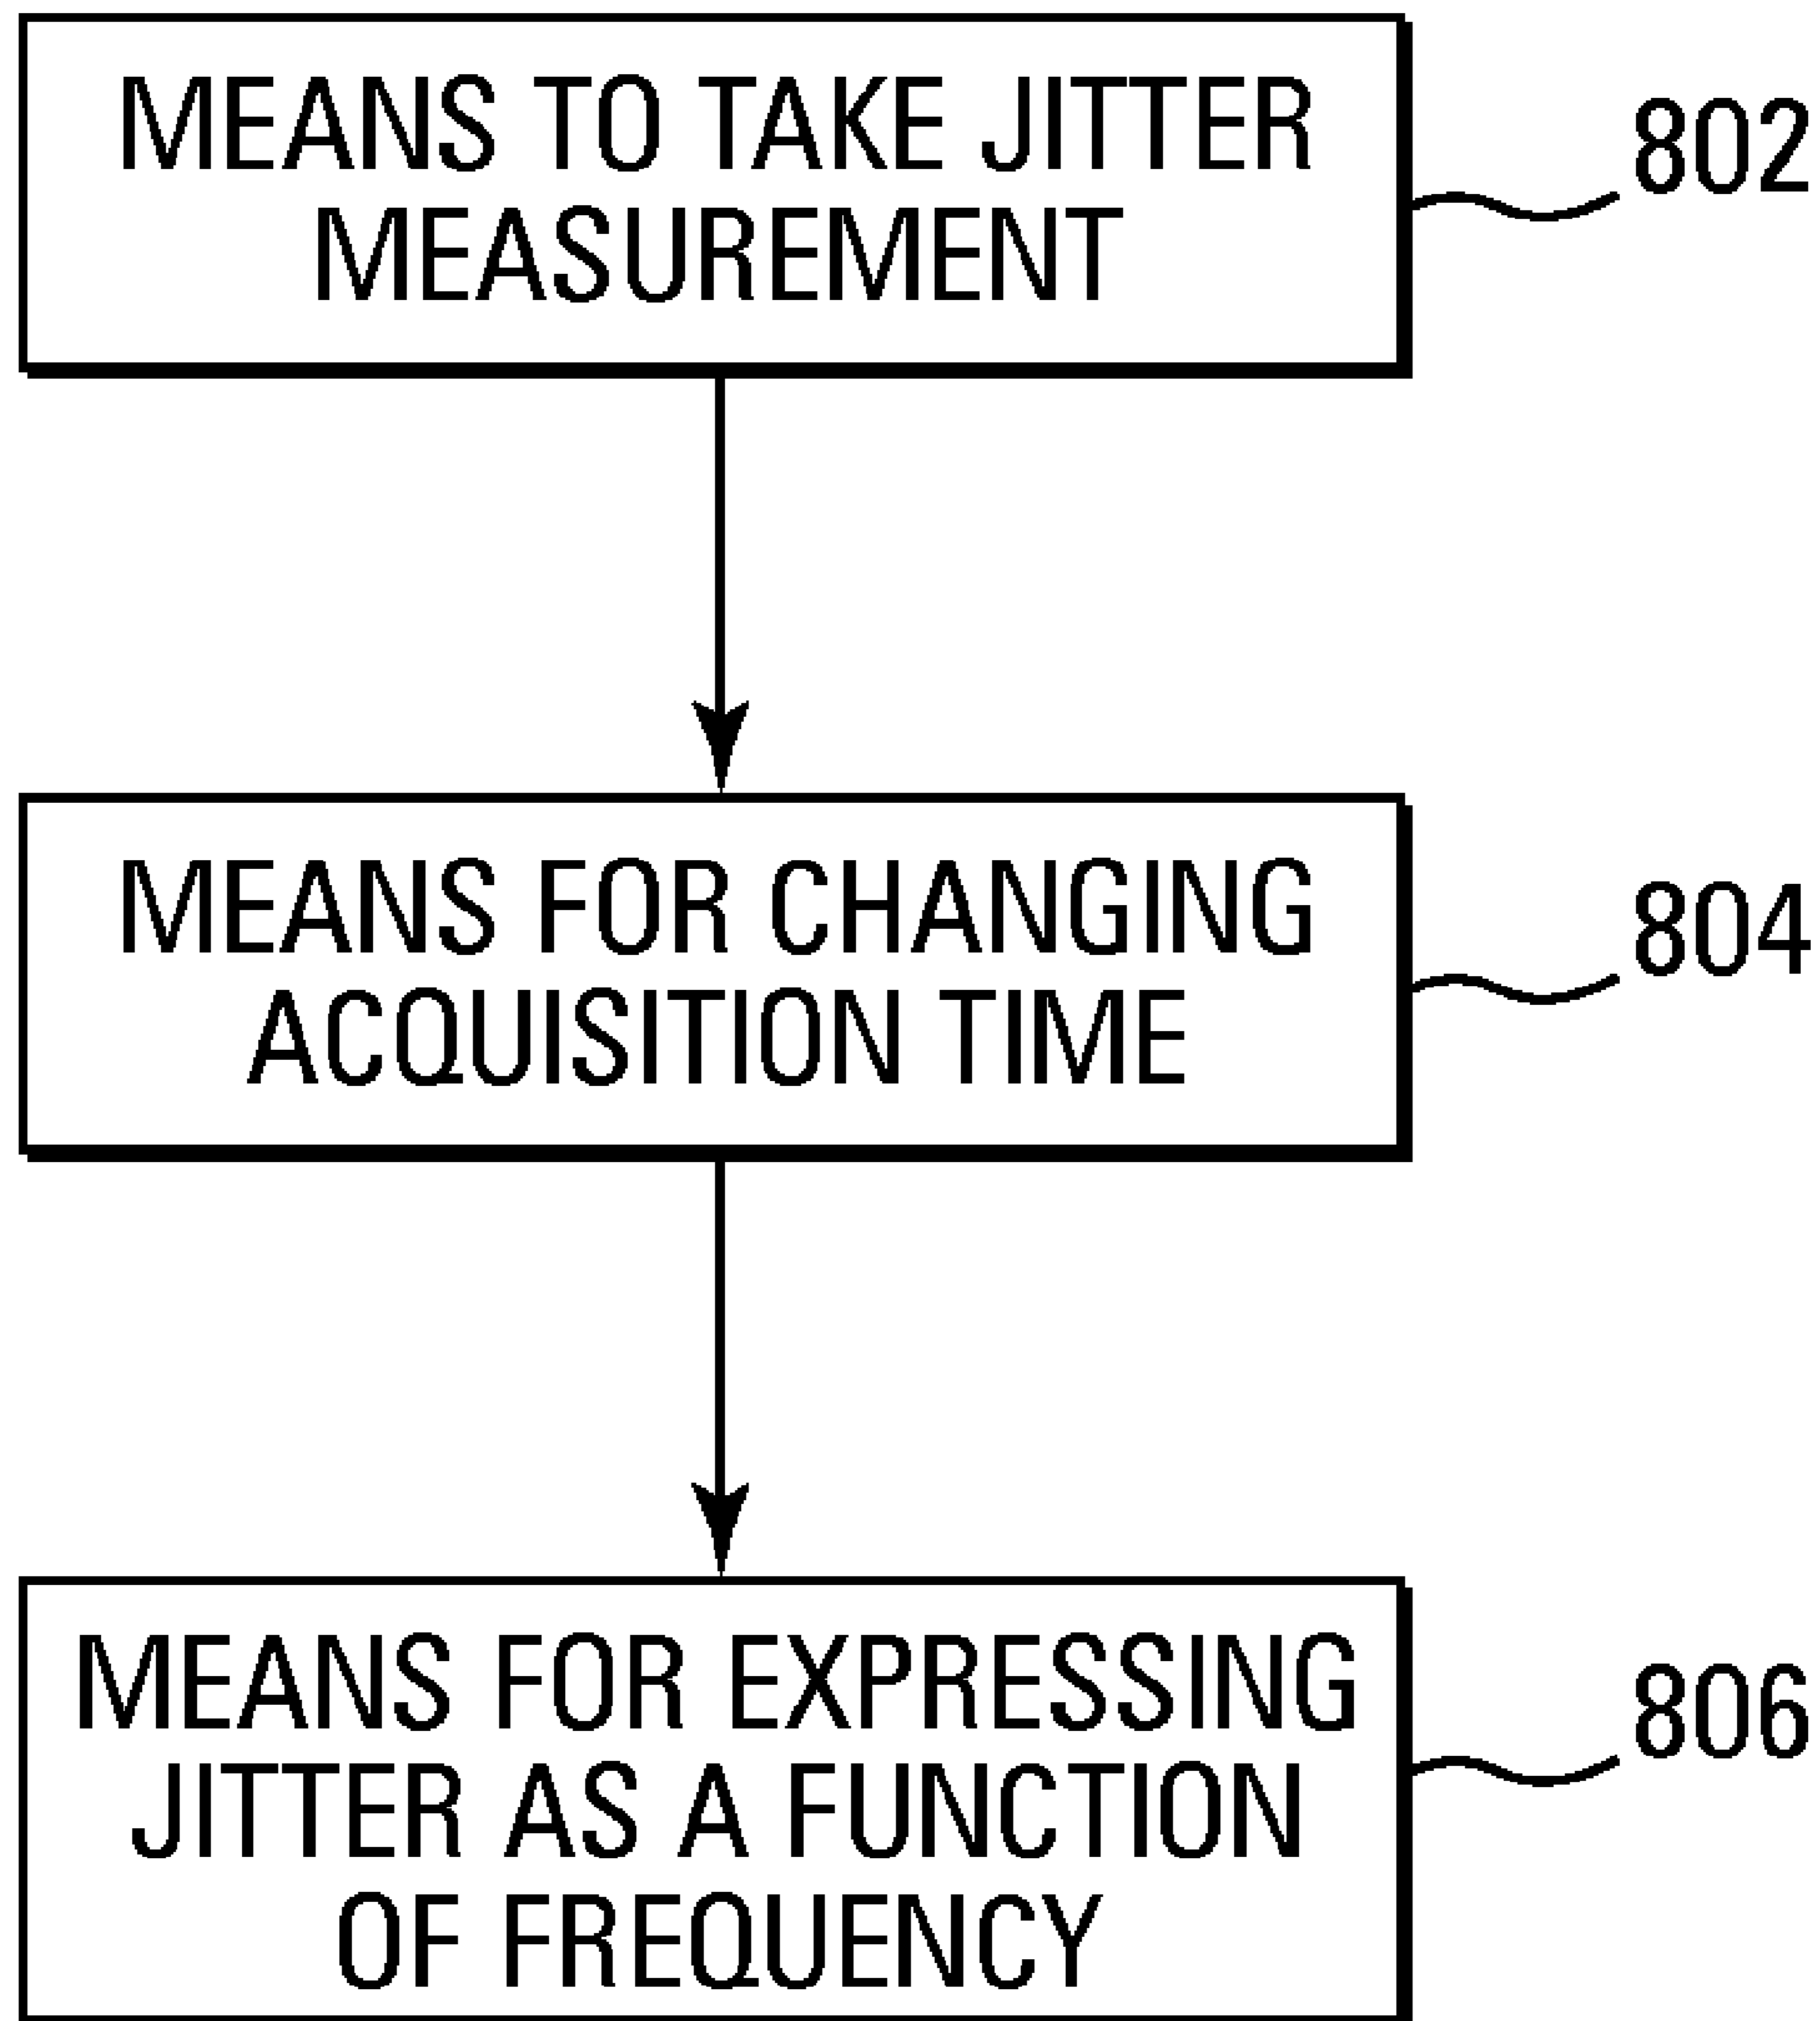 MEANS TO TAKE JITTER
MEASUREMENT
802
MEANS FOR CHANGING
ACQUISITION TIME
804
MEANS FOR EXPRESSING
JITTER AS A FUNCTION
OF FREQUENCY
806